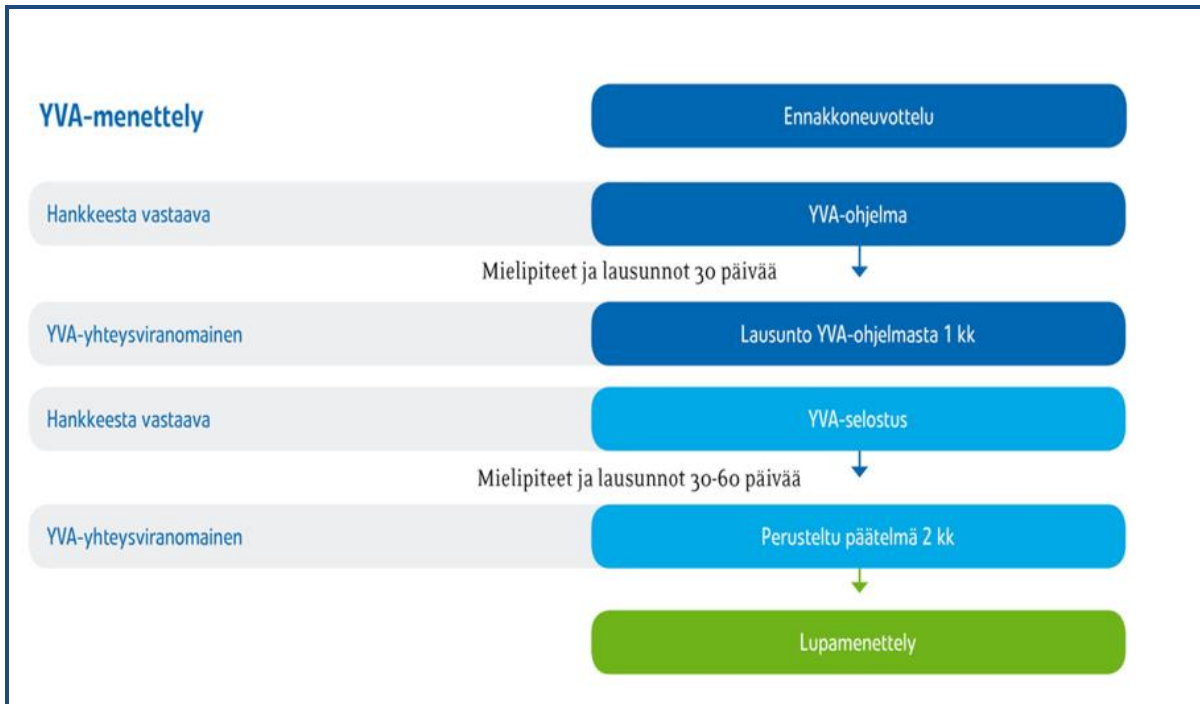 YVA-menettely
Ennakkoneuvottelu
Hankkeesta vastaava
YVA-ohjelma
Mielipiteet ja lausunnot 30 päivää
YVA-yhteysviranomainen
Lausunto YVA-ohjelmasta 1 kk
Hankkeesta vastaava
YVA-selostus
Mielipiteet ja lausunnot 30-60 päivää
YVA-yhteysviranomainen
Perusteltu päätelmä 2 kk
Lupamenettely